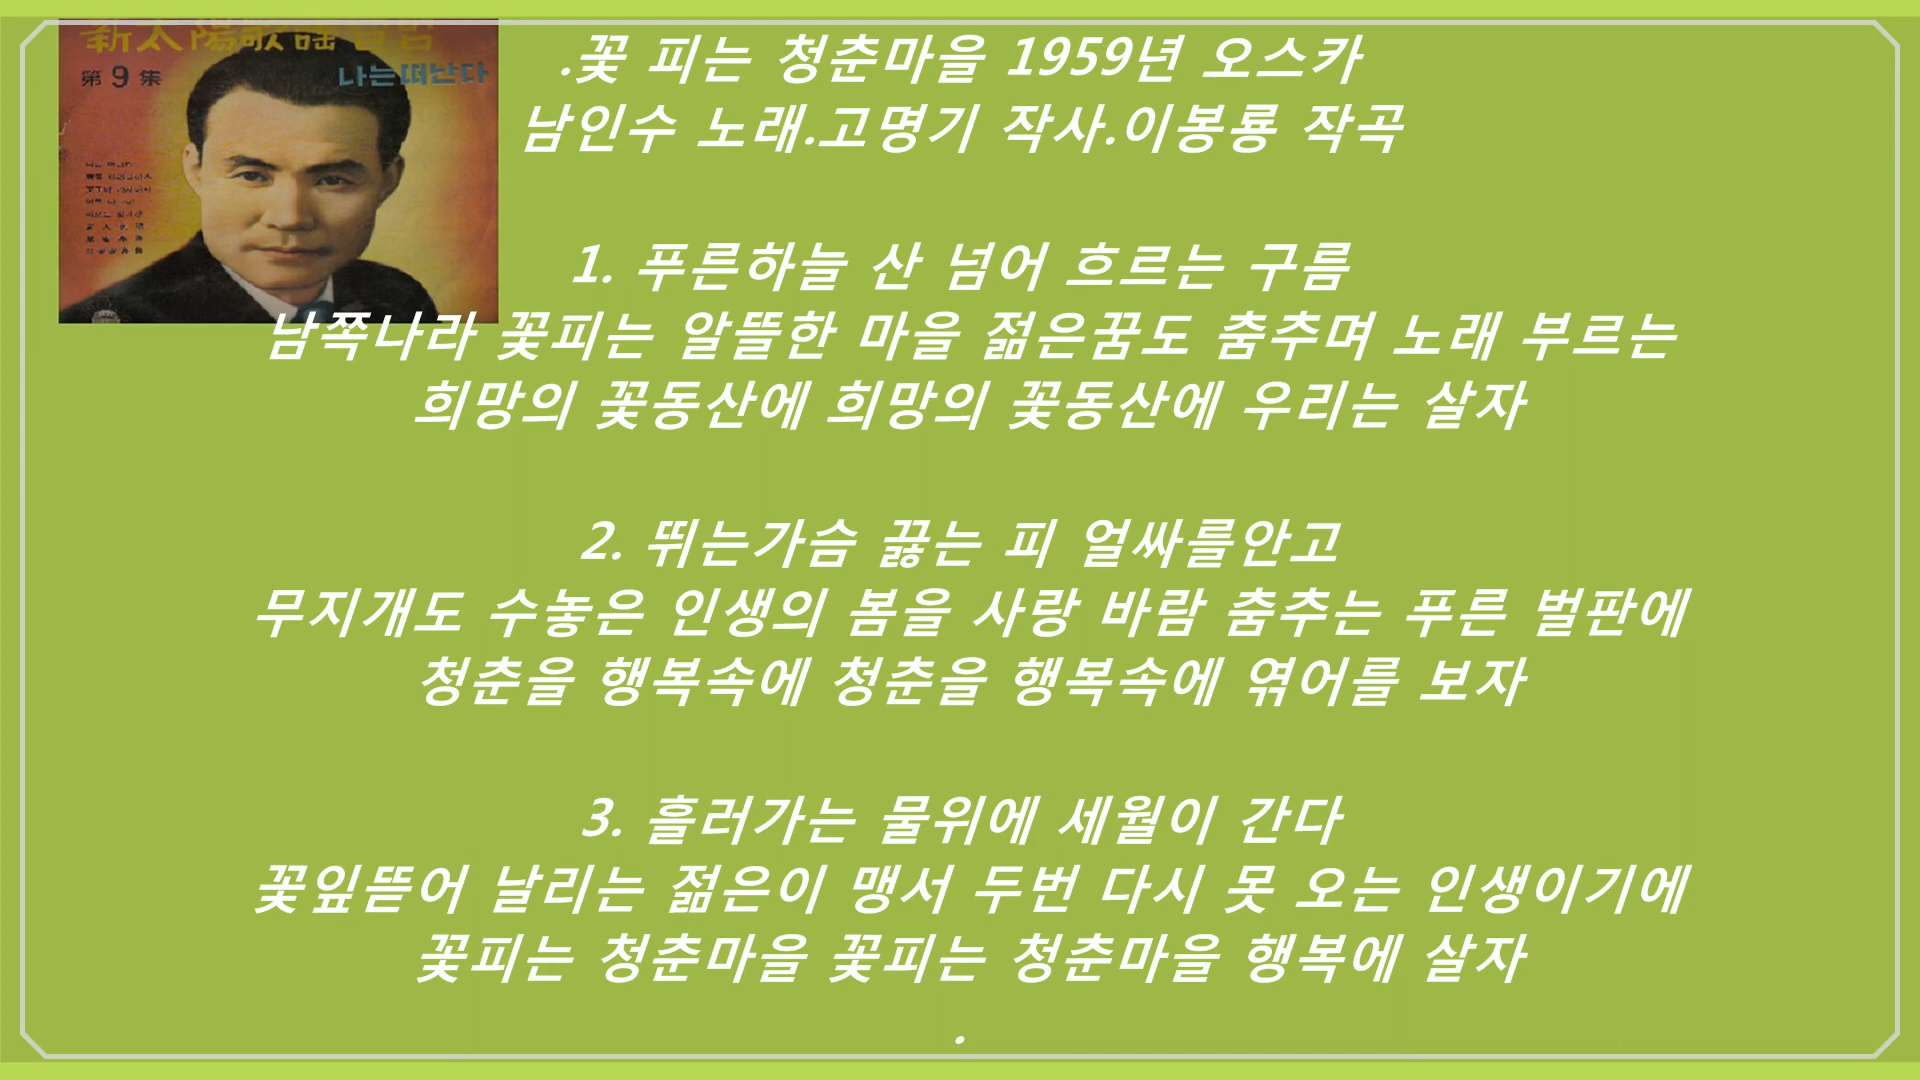 新太陽歌謠
第9集
나는떠난다
.꽃 피는 청춘마을 1959년 오스카
남인수 노래.고명기 작사.이봉룡 작곡
1. 푸른하늘 산 넘어 흐르는 구름
남쪽나라 꽃피는 알뜰한 마을 젊은꿈도 춤추며 노래 부르는
희망의 꽃동산에 희망의 꽃동산에 우리는 살자
2. 뛰는가슴 끓는 피 얼싸를안고
무지개도 수놓은 인생의 봄을 사랑 바람 춤추는 푸른 벌판에
청춘을 행복속에 청춘을 행복속에 엮어를 보자
3. 흘러가는 물위에 세월이 간다
꽃잎뜯어 날리는 젊은이 맹서 두번 다시 못 오는 인생이기에
꽃피는 청춘마을 꽃피는 청춘마을 행복에 살자
.